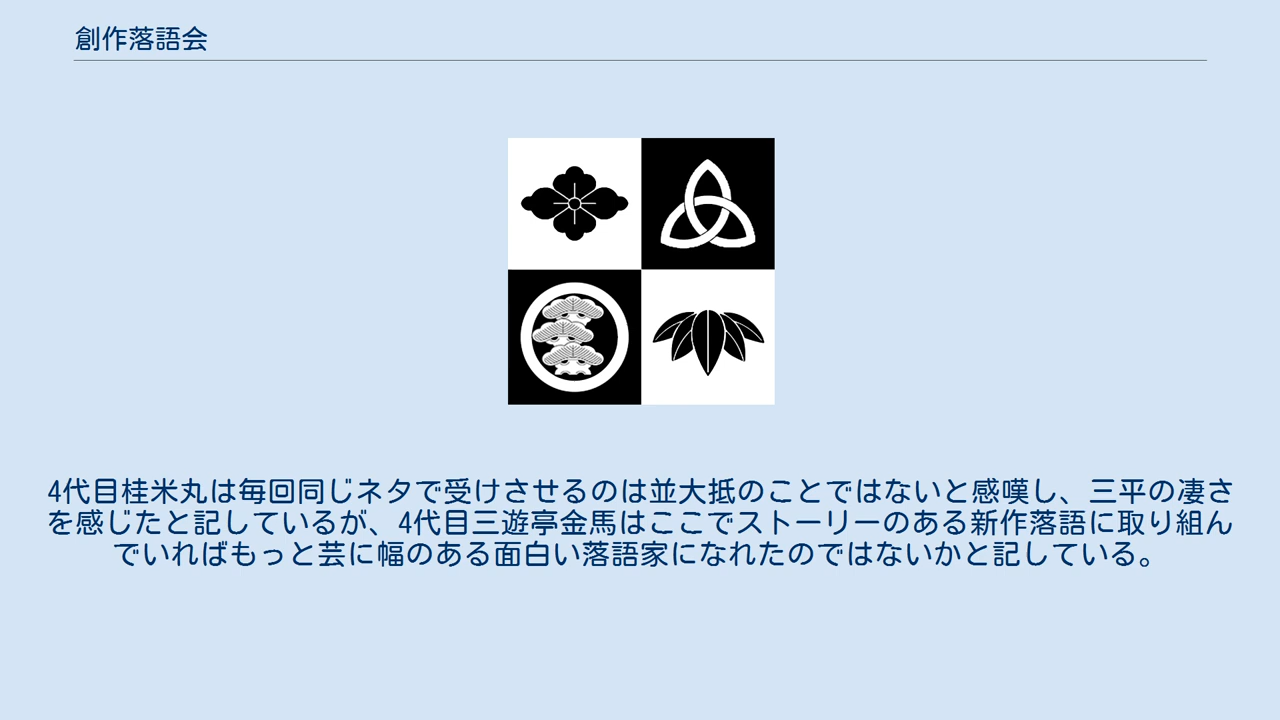 創作落語会
4代目桂米丸は毎回同じネタで受けさせるのは並大抵のことではないと感嘆し、三平の凄さ
を感じたと記しているが、4代目三遊亭金馬はここでストーリーのある新作落語に取り組ん
でいればもっと芸に幅のある面白い落語家になれたのではないかと記している。